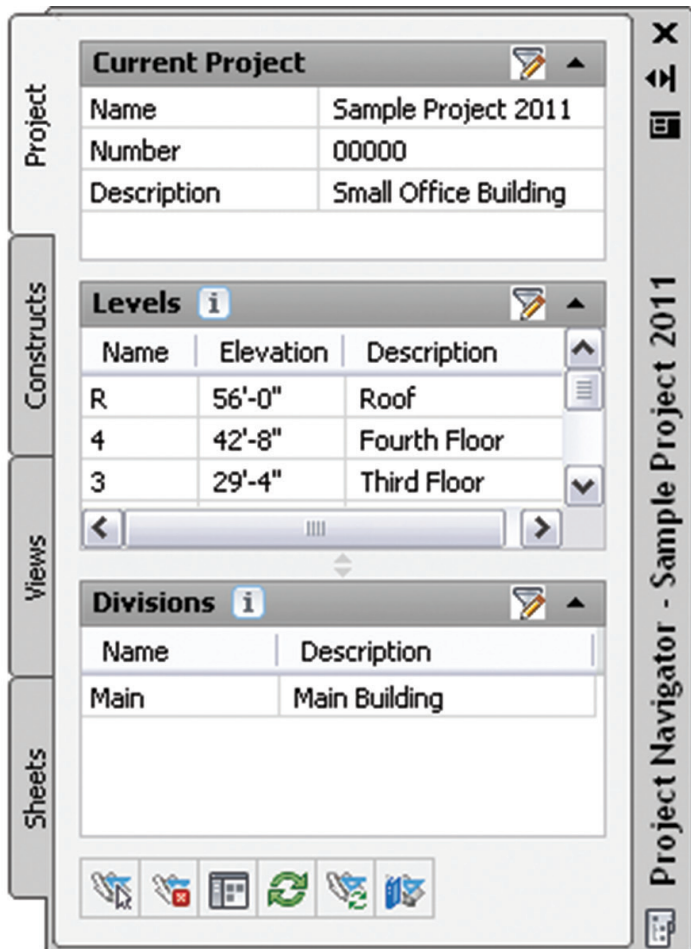 Project
Constructs
Views
Sheets
Current Project
Name Sample Project 2011
Number 00000
Description Small Office Building
Levels i
Name Elevation Description
R 56'-0" Roof
4 42'-8" Fourth Floor
3 29'-4" Third Floor
Divisions i
Name Description
Main Main Building
Project Navigator - Sample Project 2011